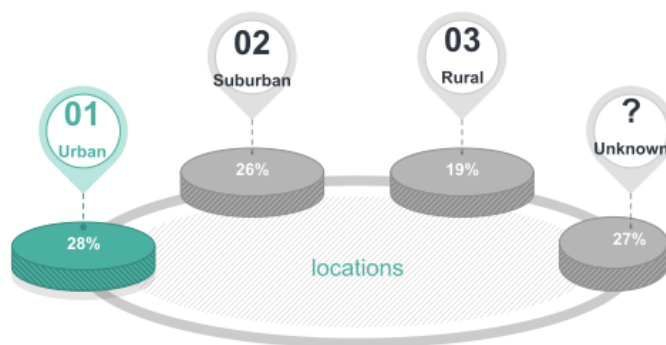 01
Urban
28%
02
Suburban
26%
03
Rural
19%
?
Unknown
27%
locations